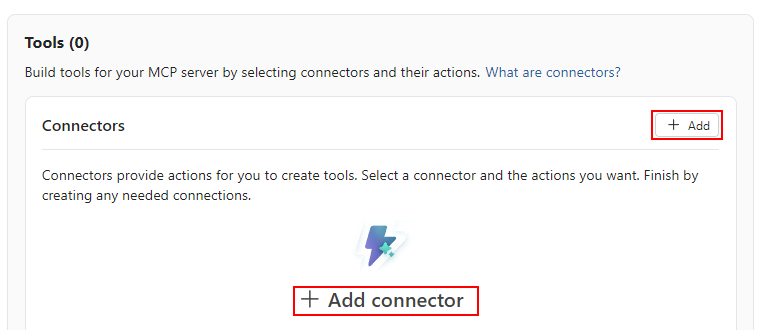 Tools (0)
Build tools for your MCP server by selecting connectors and their actions. What are connectors?
Connectors
+ Add
Connectors provide actions for you to create tools. Select a connector and the actions you want. Finish by
creating any needed connections.
+ Add connector